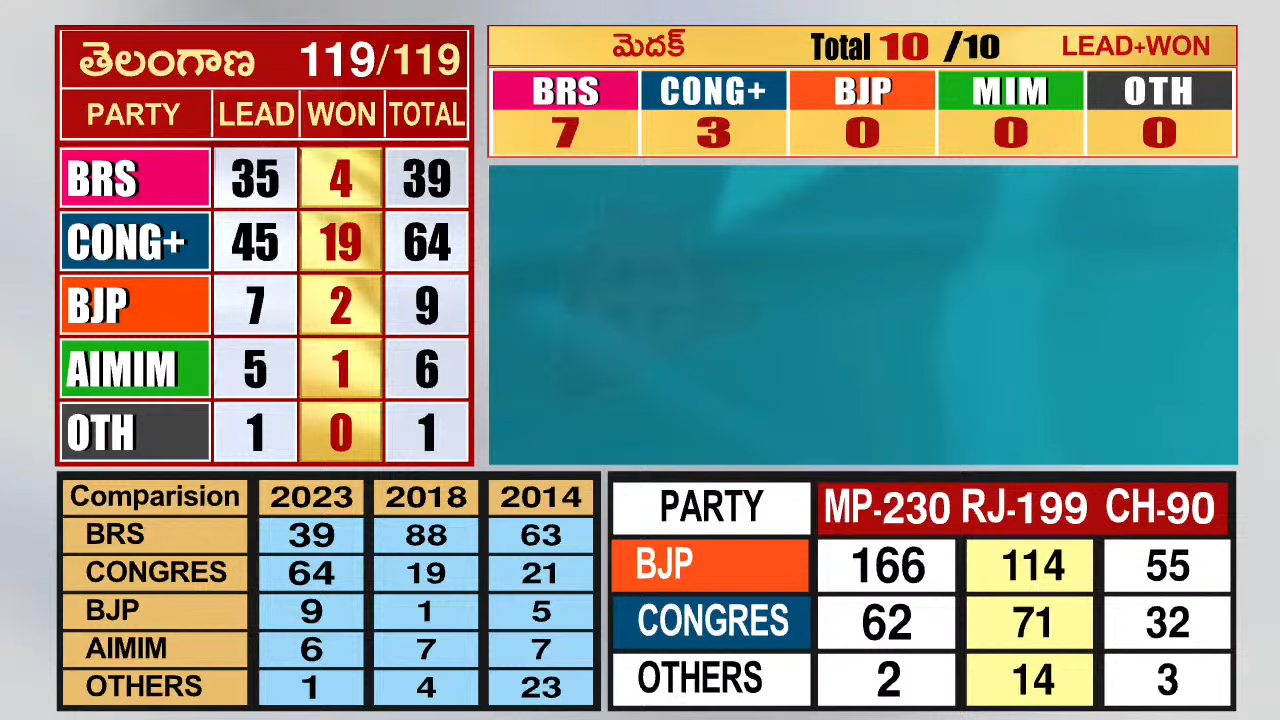 తెలంగాణ 119/119
PARTY LEAD WON TOTAL
BRS 35 4 39
CONG+ 45 19 64
BJP 7 2 9
AIMIM 5 1 6
OTH 1 0 1
మెదక్ Total 10 /10 LEAD+WON
BRS CONG+ BJP MIM OTH
7 3 0 0 0
Comparision 2023 2018 2014
BRS 39 88 63
CONGRES 64 19 21
BJP 9 1 5
AIMIM 6 7 7
OTHERS 1 4 23
PARTY MP-230 RJ-199 CH-90
BJP 166 114 55
CONGRES 62 71 32
OTHERS 2 14 3